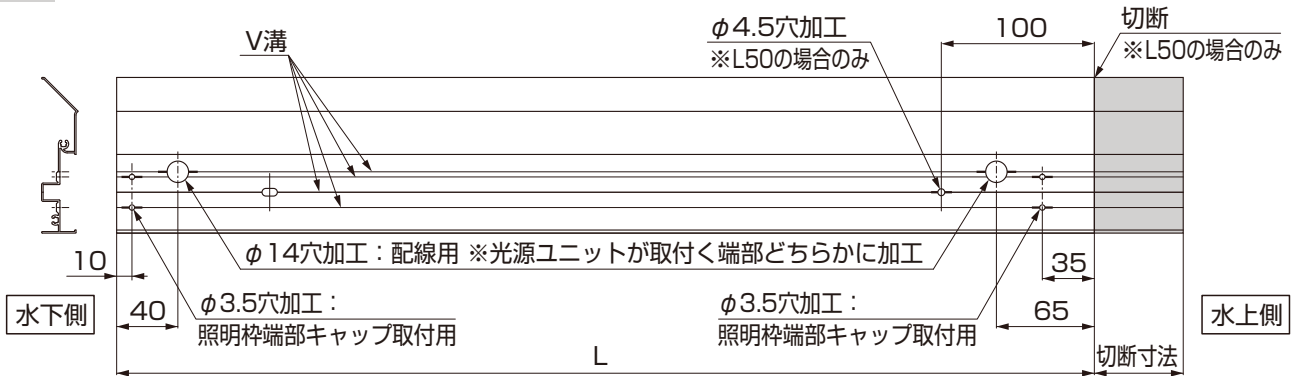 V溝
φ4.5穴加工
※L50の場合のみ
100
切断
※L50の場合のみ
φ14穴加工：配線用 ※光源ユニットが取付く端部どちらかに加工
10
40
35
65
水下側
φ3.5穴加工：
照明枠端部キャップ取付用
φ3.5穴加工：
照明枠端部キャップ取付用
水上側
L
切断寸法